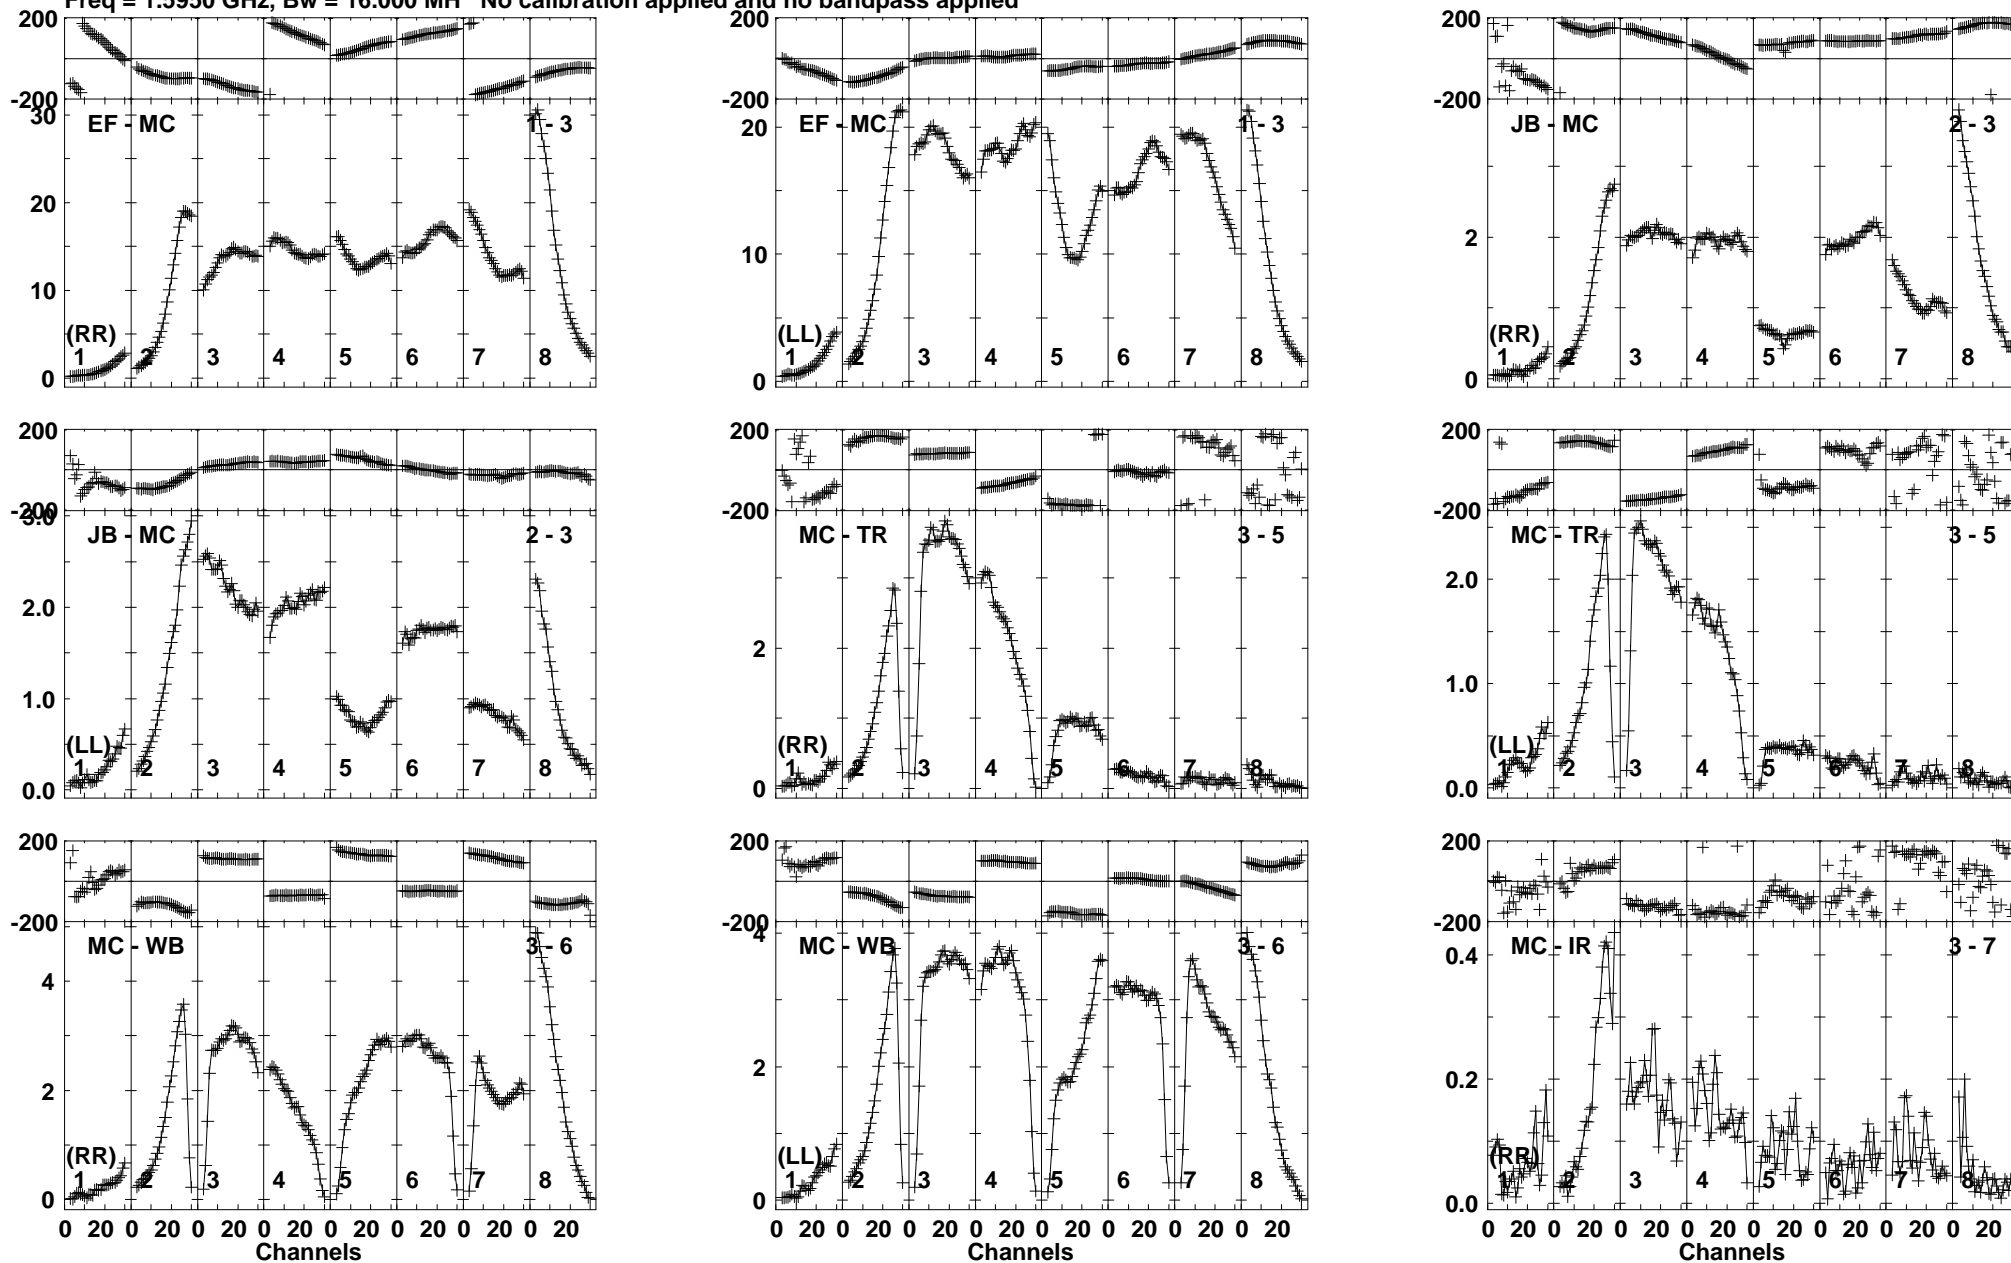 Freq = 1.5950 GHz, Bw = 16.000 MH No calibration applied and no bandpass applied
200
-200
EF - MC 1 - 3
30
20
10
0
(RR)
1 2 3 4 5 6 7 8
200
-200
EF - MC 1 - 3
20
10
0
(LL)
1 2 3 4 5 6 7 8
200
-200
JB - MC 2 - 3
2
0
(RR)
1 2 3 4 5 6 7 8
200
-200
3.0
JB - MC 2 - 3
2.0
1.0
0.0
(LL)
1 2 3 4 5 6 7 8
200
-200
MC - TR 3 - 5
2
0
(RR)
1 2 3 4 5 6 7 8
200
-200
MC - TR 3 - 5
2.0
1.0
0.0
(LL)
1 2 3 4 5 6 7 8
200
-200
MC - WB 3 - 6
4
2
0
(RR)
1 2 3 4 5 6 7 8
0 20 0 20 0 20 0 20 0 20 0 20 0 20 0 20
Channels
200
-200
4
MC - WB 3 - 6
2
0
(LL)
1 2 3 4 5 6 7 8
0 20 0 20 0 20 0 20 0 20 0 20 0 20 0 20
Channels
200
-200
MC - IR 3 - 7
0.4
0.2
0.0
(RR)
1 2 3 4 5 6 7 8
0 20 0 20 0 20 0 20 0 20 0 20 0 20 0 20
Channels